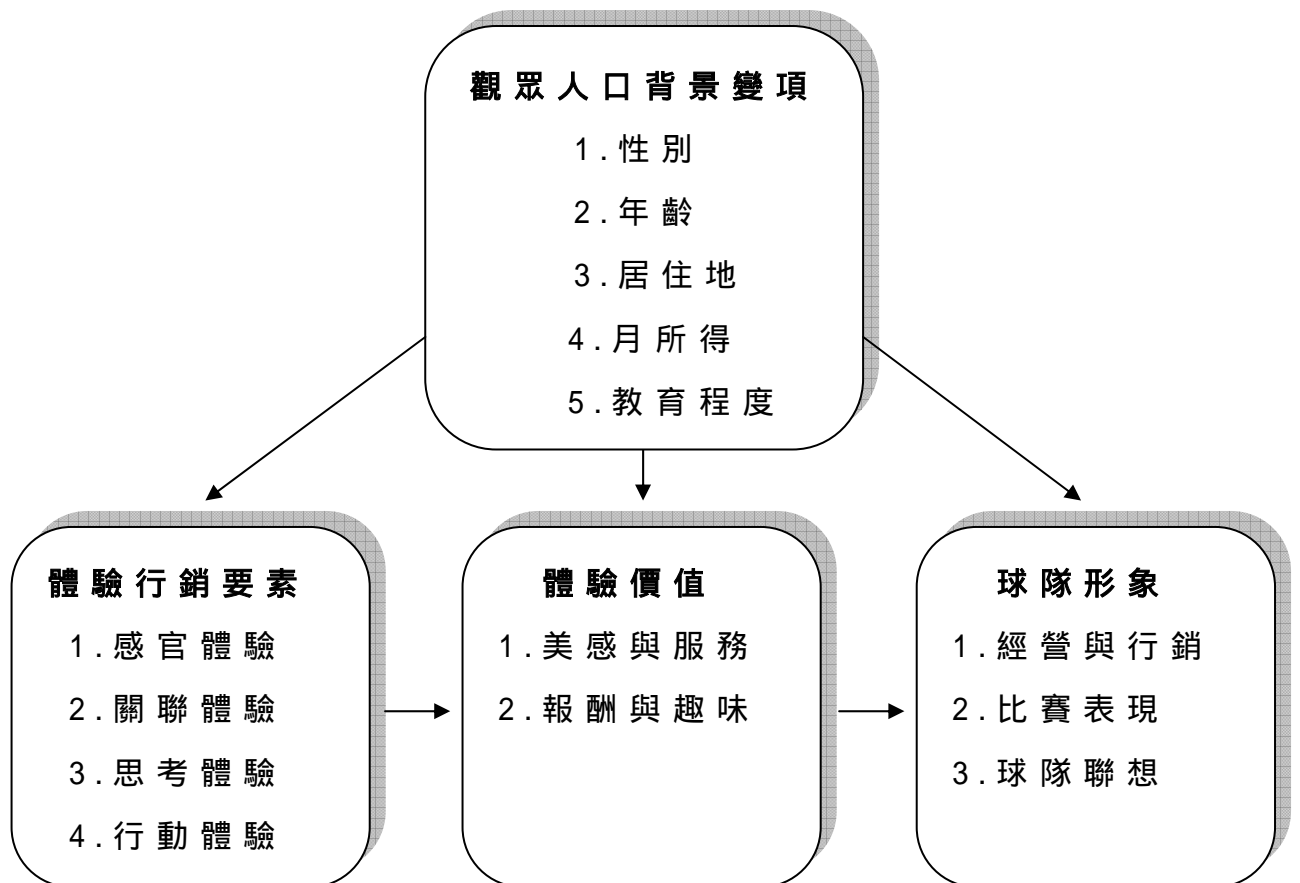 觀眾人口背景變項
1.性別
2.年齡
3.居住地
4.月所得
5.教育程度
體驗行銷要素
1.感官體驗
2.關聯體驗
3.思考體驗
4.行動體驗
體驗價值
1.美感與服務
2.報酬與趣味
球隊形象
1.經營與行銷
2.比賽表現
3.球隊聯想